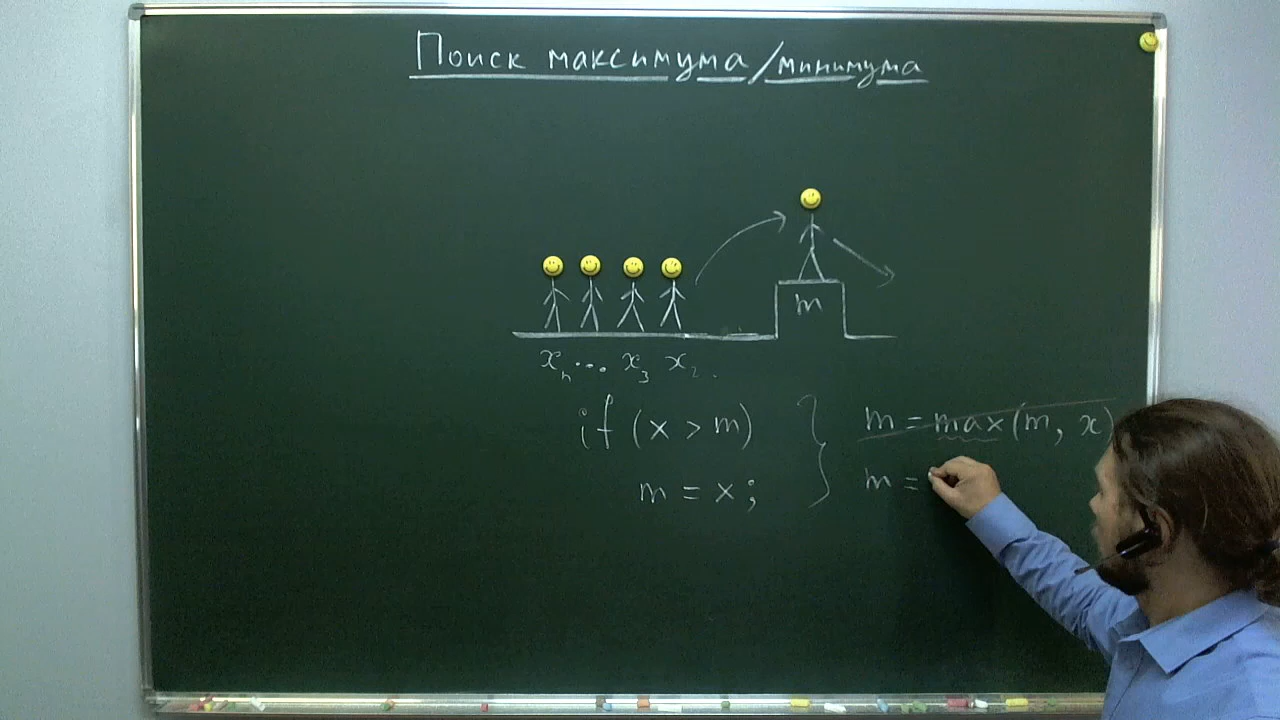 Поиск максимума/минимума
m
xₙ... x₃ x₂
if (x > m) } m = max(m, x)
m = x; m =